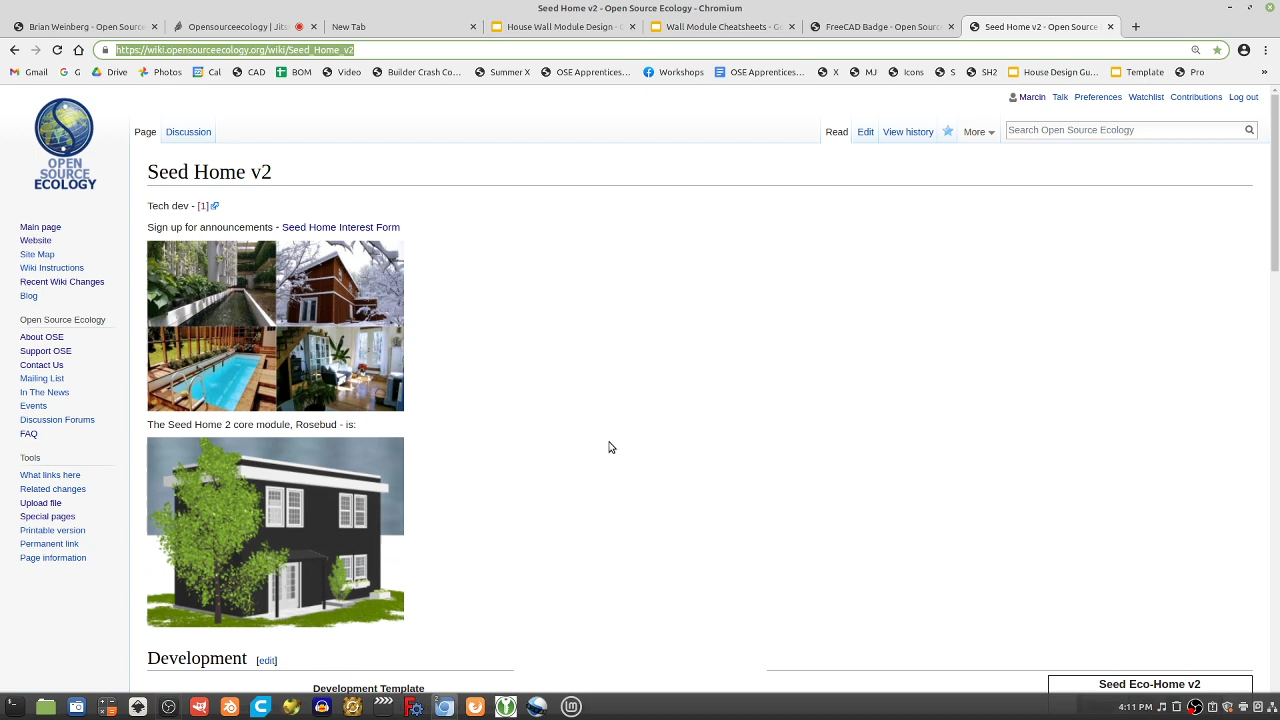 Seed Home v2 - Open Source Ecology - Chromium
Brian Weinberg - Open Sourc
Opensourceecology | Jits
New Tab
House Wall Module Design - G
Wall Module Cheatsheets - Go
FreeCAD Badge - Open Source
Seed Home v2 - Open Source
https://wiki.opensourceecology.org/wiki/Seed_Home_v2
Gmail
G
Drive
Photos
Cal
CAD
BOM
Video
Builder Crash Co...
Summer X
OSE Apprentices...
Workshops
OSE Apprentices...
X
MJ
Icons
S
SH2
House Design Gu...
Template
Pro
»
Marcin
Talk
Preferences
Watchlist
Contributions
Log out
Page
Discussion
Read
Edit
View history
More
Search Open Source Ecology
OPEN
SOURCE
ECOLOGY
Main page
Website
Site Map
Wiki Instructions
Recent Wiki Changes
Blog
Open Source Ecology
About OSE
Support OSE
Contact Us
Mailing List
In The News
Events
Discussion Forums
FAQ
Tools
What links here
Related changes
Upload file
Special pages
Printable version
Permanent link
Page information
Seed Home v2
Tech dev - [1]
Sign up for announcements - Seed Home Interest Form
The Seed Home 2 core module, Rosebud - is:
Development [edit]
Development Template
Seed Eco-Home v2
4:11 PM